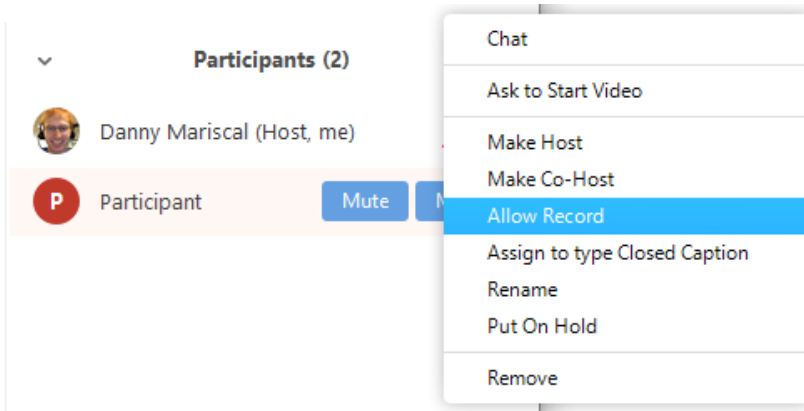 Participants (2)
Danny Mariscal (Host, me)
P Participant Mute M
Chat
Ask to Start Video
Make Host
Make Co-Host
Allow Record
Assign to type Closed Caption
Rename
Put On Hold
Remove